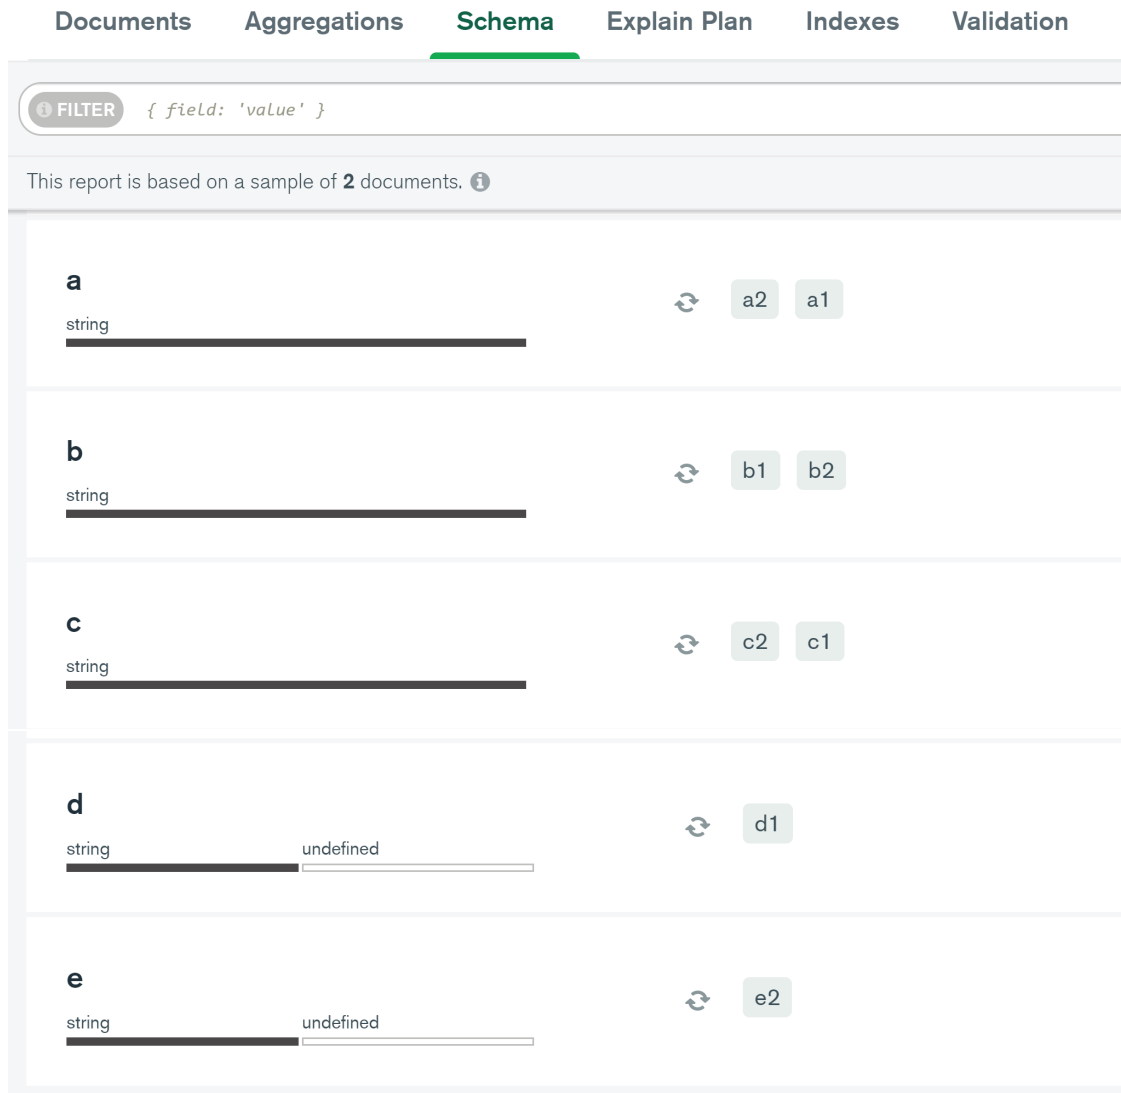 Documents Aggregations Schema Explain Plan Indexes Validation
FILTER { field: 'value' }
This report is based on a sample of 2 documents.
a
string
a2 a1
b
string
b1 b2
c
string
c2 c1
d
string undefined
d1
e
string undefined
e2